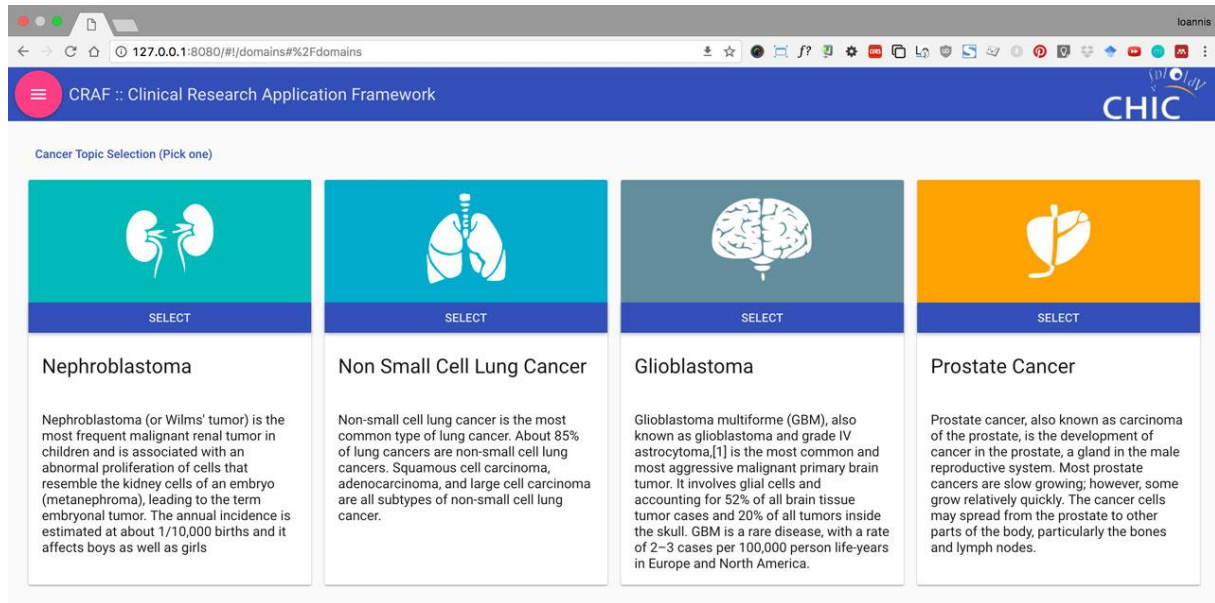 Ioannis
127.0.0.1:8080/#!/domains#%2Fdomains
f?
CRAF :: Clinical Research Application Framework
CHIC
Cancer Topic Selection (Pick one)
SELECT
Nephroblastoma
Nephroblastoma (or Wilms' tumor) is the
most frequent malignant renal tumor in
children and is associated with an
abnormal proliferation of cells that
resemble the kidney cells of an embryo
(metanephroma), leading to the term
embryonal tumor. The annual incidence is
estimated at about 1/10,000 births and it
affects boys as well as girls
SELECT
Non Small Cell Lung Cancer
Non-small cell lung cancer is the most
common type of lung cancer. About 85%
of lung cancers are non-small cell lung
cancers. Squamous cell carcinoma,
adenocarcinoma, and large cell carcinoma
are all subtypes of non-small cell lung
cancer.
SELECT
Glioblastoma
Glioblastoma multiforme (GBM), also
known as glioblastoma and grade IV
astrocytoma,[1] is the most common and
most aggressive malignant primary brain
tumor. It involves glial cells and
accounting for 52% of all brain tissue
tumor cases and 20% of all tumors inside
the skull. GBM is a rare disease, with a rate
of 2–3 cases per 100,000 person life-years
in Europe and North America.
SELECT
Prostate Cancer
Prostate cancer, also known as carcinoma
of the prostate, is the development of
cancer in the prostate, a gland in the male
reproductive system. Most prostate
cancers are slow growing; however, some
grow relatively quickly. The cancer cells
may spread from the prostate to other
parts of the body, particularly the bones
and lymph nodes.